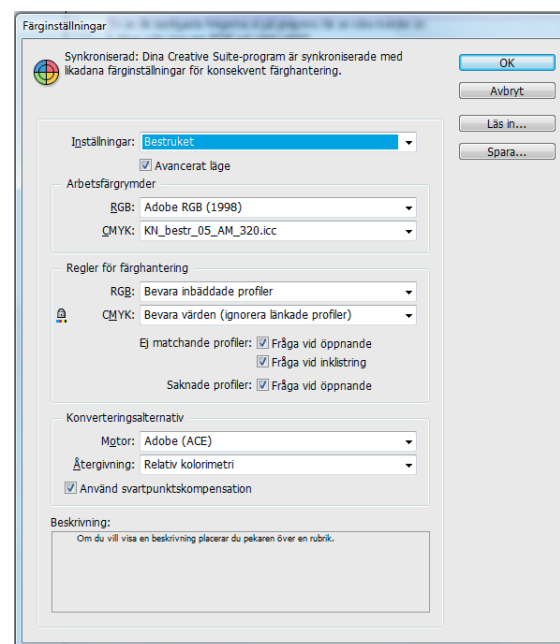 Färginställningar
Synkroniserad: Dina Creative Suite-program är synkroniserade med
likadana färginställningar för konsekvent färghantering.
OK
Avbryt
Läs in...
Spara...
Inställningar: Bestruket
Avancerat läge
Arbetsfärgrymder
RGB: Adobe RGB (1998)
CMYK: KN_bestr_05_AM_320.icc
Regler för färghantering
RGB: Bevara inbäddade profiler
CMYK: Bevara värden (ignorera länkade profiler)
Ej matchande profiler: Fråga vid öppnande
Fråga vid inklistring
Saknade profiler: Fråga vid öppnande
Konverteringsalternativ
Motor: Adobe (ACE)
Återgivning: Relativ kolorimetri
Använd svartpunktskompensation
Beskrivning:
Om du vill visa en beskrivning placerar du pekaren över en rubrik.